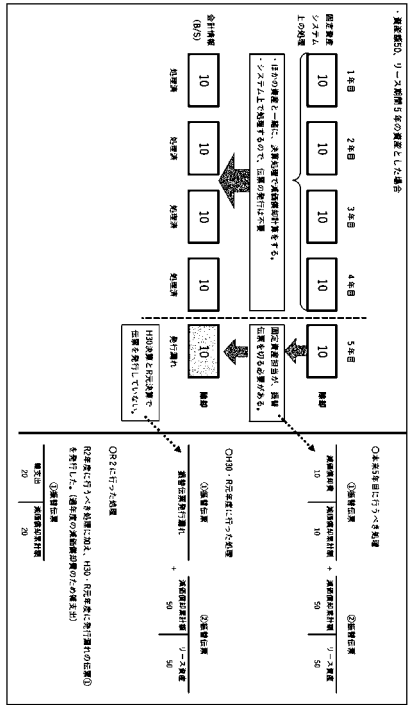 ・資産額50、リース期間5年の資産とした場合
1年目
2年目
3年目
4年目
5年目
固定資産
システム
上の処理
10
10
10
10
10
除却
・ほかの資産と一緒に、決算処理で減価償却計算をする。
・システム上で処理するので、伝票の発行は不要
固定資産担当が、振替
伝票を切る必要がある。
会計情報
(B/S)
10
10
10
10
10
除却
処理済
処理済
処理済
処理済
発行漏れ
H30決算とR元決算で
伝票を発行していない。
〇本来5年目に行うべき処理
①振替伝票
②振替伝票
減価償却費
減価償却累計額
+
減価償却累計額
リース資産
10
10
50
50
〇H30・R元年度に行った処理
①振替伝票
②振替伝票
振替伝票発行漏れ
+
減価償却累計額
リース資産
50
50
〇R2に行った処理
R2年度に行うべき処理に加え、H30・R元年度に発行漏れの伝票①
を発行した。（過年度の減価償却費のため雑支出）
①振替伝票
雑支出
減価償却累計額
20
20